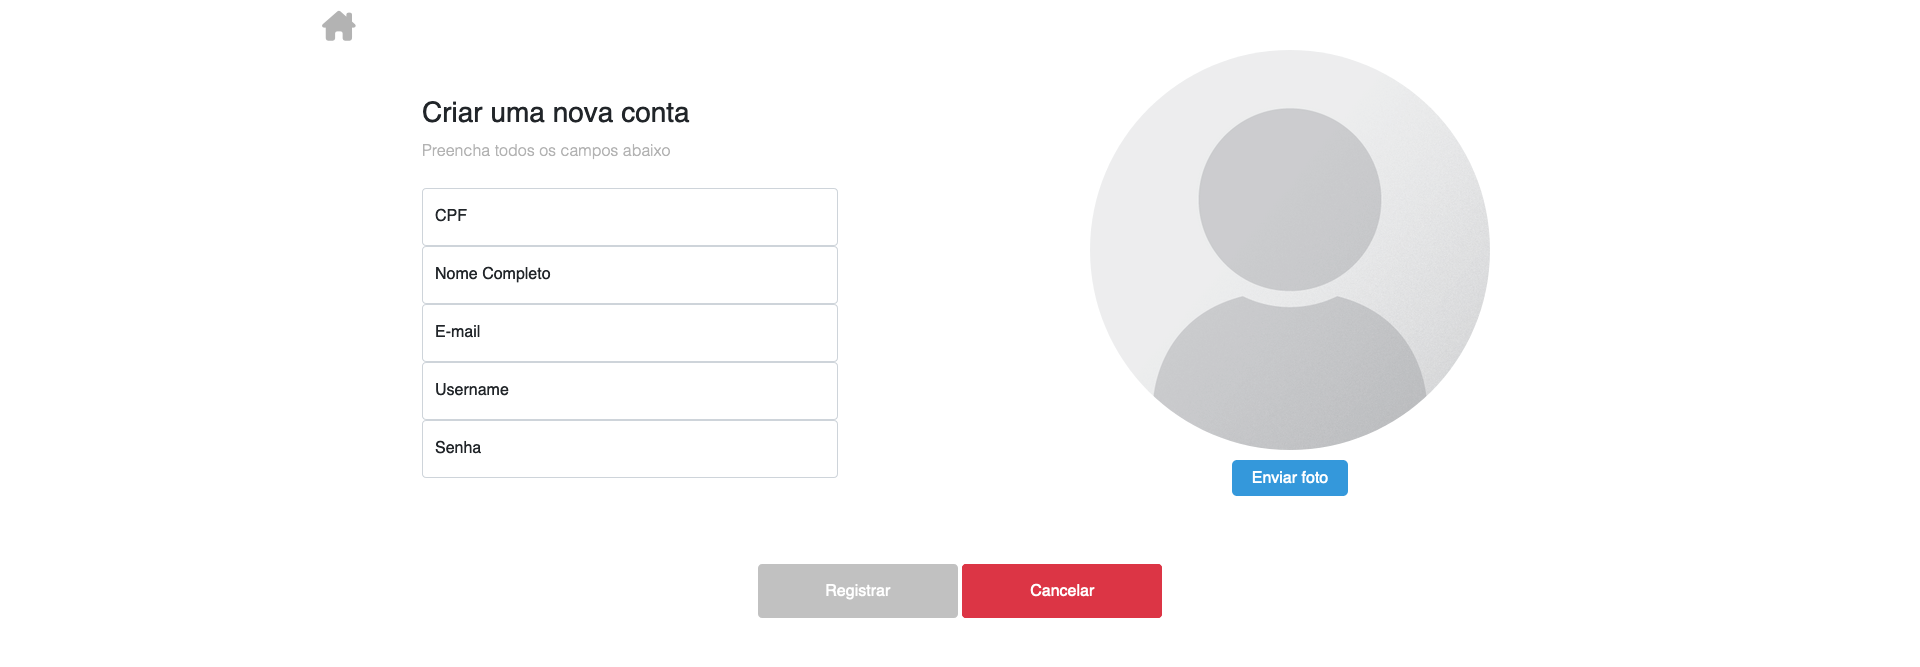 Criar uma nova conta
Preencha todos os campos abaixo
CPF
Nome Completo
E-mail
Username
Senha
Enviar foto
Registrar
Cancelar